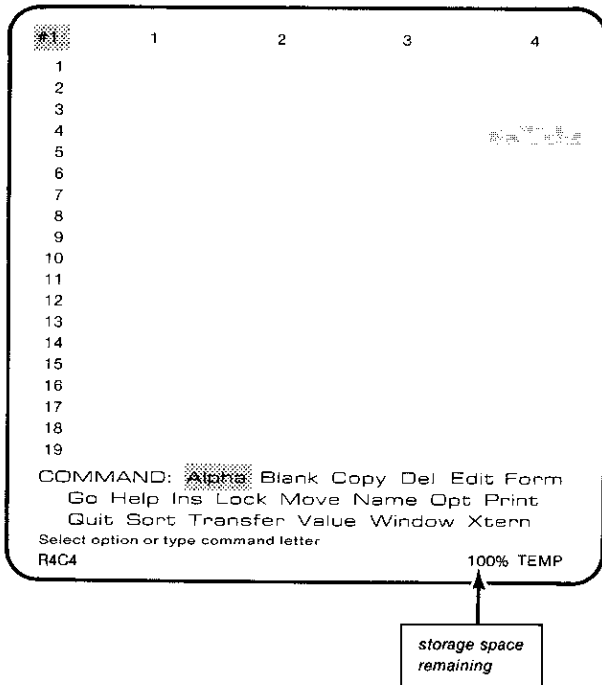 #1 1 2 3 4
1
2
3
4
5
6
7
8
9
10
11
12
13
14
15
16
17
18
19
COMMAND: Alpha Blank Copy Del Edit Form
Go Help Ins Lock Move Name Opt Print
Quit Sort Transfer Value Window Xtern
Select option or type command letter
R4C4 100% TEMP
storage space
remaining